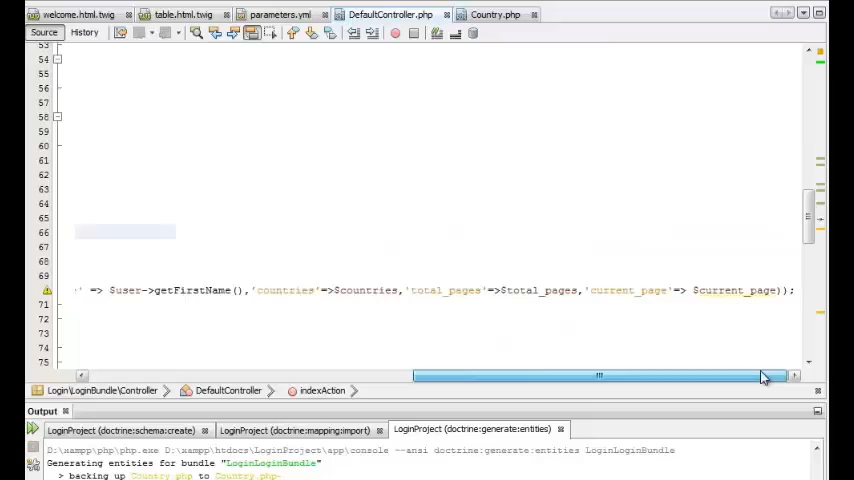 welcome.html.twig table.html.twig parameters.yml DefaultController.php Country.php
Source History
53
54
55
56
57
58
59
60
61
62
63
64
65
66
67
68
69
' => $user->getFirstName(),'countries'=>$countries,'total_pages'=>$total_pages,'current_page'=> $current_page));
71
72
73
74
75
Login\LoginBundle\Controller DefaultController indexAction
Output
LoginProject (doctrine:schema:create) LoginProject (doctrine:mapping:import) LoginProject (doctrine:generate:entities)
D:\xampp\php\php.exe D:\xampp\htdocs\LoginProject\app\console --ansi doctrine:generate:entities LoginLoginBundle
Generating entities for bundle "LoginLoginBundle"
> backing up Country.php to Country.php~